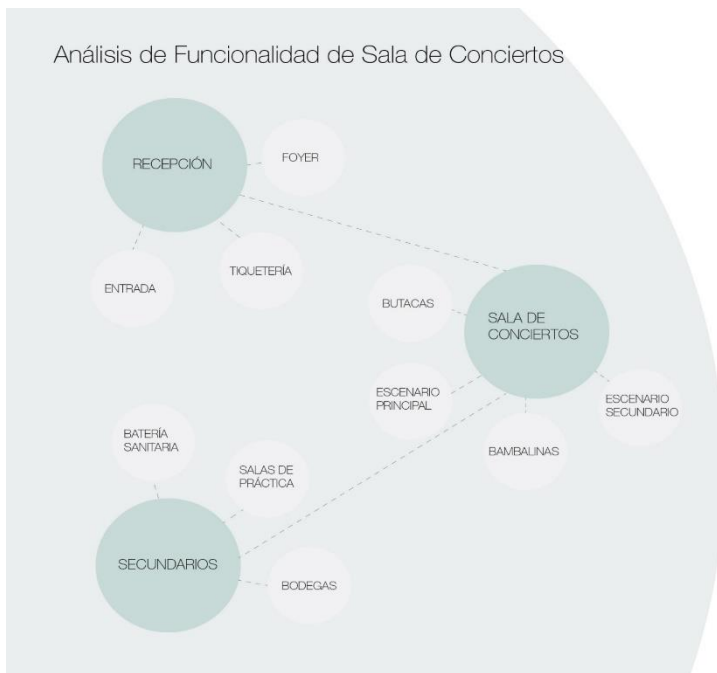 Análisis de Funcionalidad de Sala de Conciertos
RECEPCIÓN
FOYER
ENTRADA
TIQUETERÍA
BUTACAS
SALA DE
CONCIERTOS
ESCENARIO
PRINCIPAL
ESCENARIO
SECUNDARIO
BAMBALINAS
BATERÍA
SANITARIA
SALAS DE
PRÁCTICA
SECUNDARIOS
BODEGAS